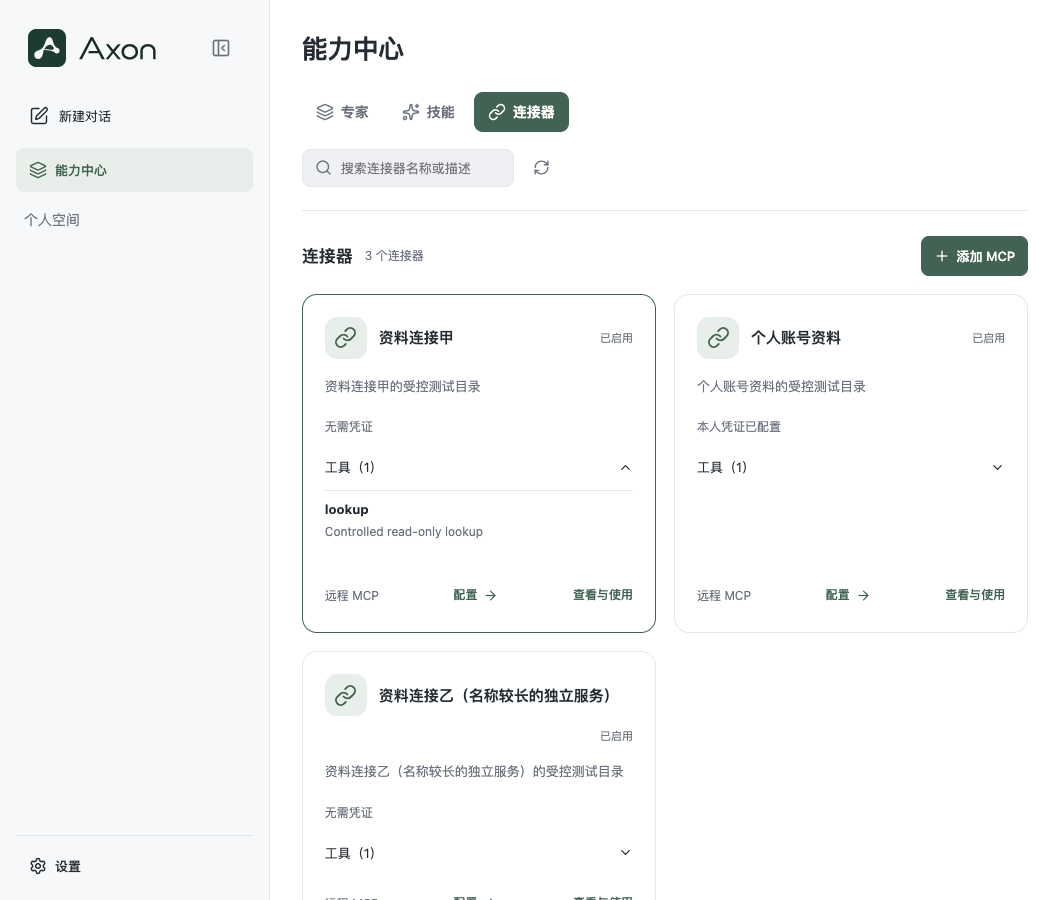 Axon
新建对话
能力中心
个人空间
设置
能力中心
专家
技能
连接器
搜索连接器名称或描述
连接器 3 个连接器
添加 MCP
资料连接甲
已启用
资料连接甲的受控测试目录
无需凭证
工具（1）
lookup
Controlled read-only lookup
远程 MCP
配置 →
查看与使用
个人账号资料
已启用
个人账号资料的受控测试目录
本人凭证已配置
工具（1）
远程 MCP
配置 →
查看与使用
资料连接乙（名称较长的独立服务）
已启用
资料连接乙（名称较长的独立服务）的受控测试目录
无需凭证
工具（1）